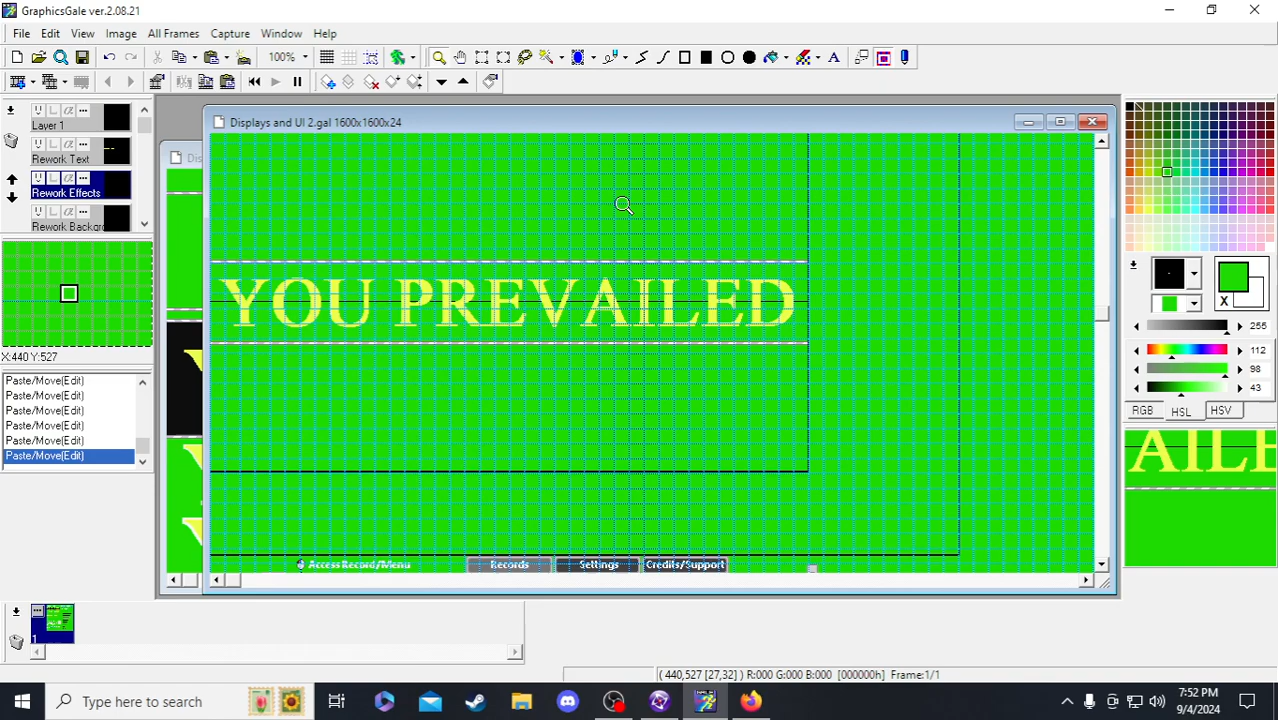 GraphicsGale ver.2.08.21
File Edit View Image All Frames Capture Window Help
100%
Layer 1
Rework Text
Rework Effects
Displays and UI 2.gal 1600x1600x24
YOU PREVAILED
Access Record/Menu Records Settings Credits/Support
X:440 Y:527
Paste/Move(Edit)
Paste/Move(Edit)
Paste/Move(Edit)
Paste/Move(Edit)
Paste/Move(Edit)
Paste/Move(Edit)
X
255
112
98
43
RGB HSL HSV
AILE
1
( 440,527 [27,32] ) R:000 G:000 B:000 [000000h] Frame:1/1
Type here to search
7:52 PM
9/4/2024